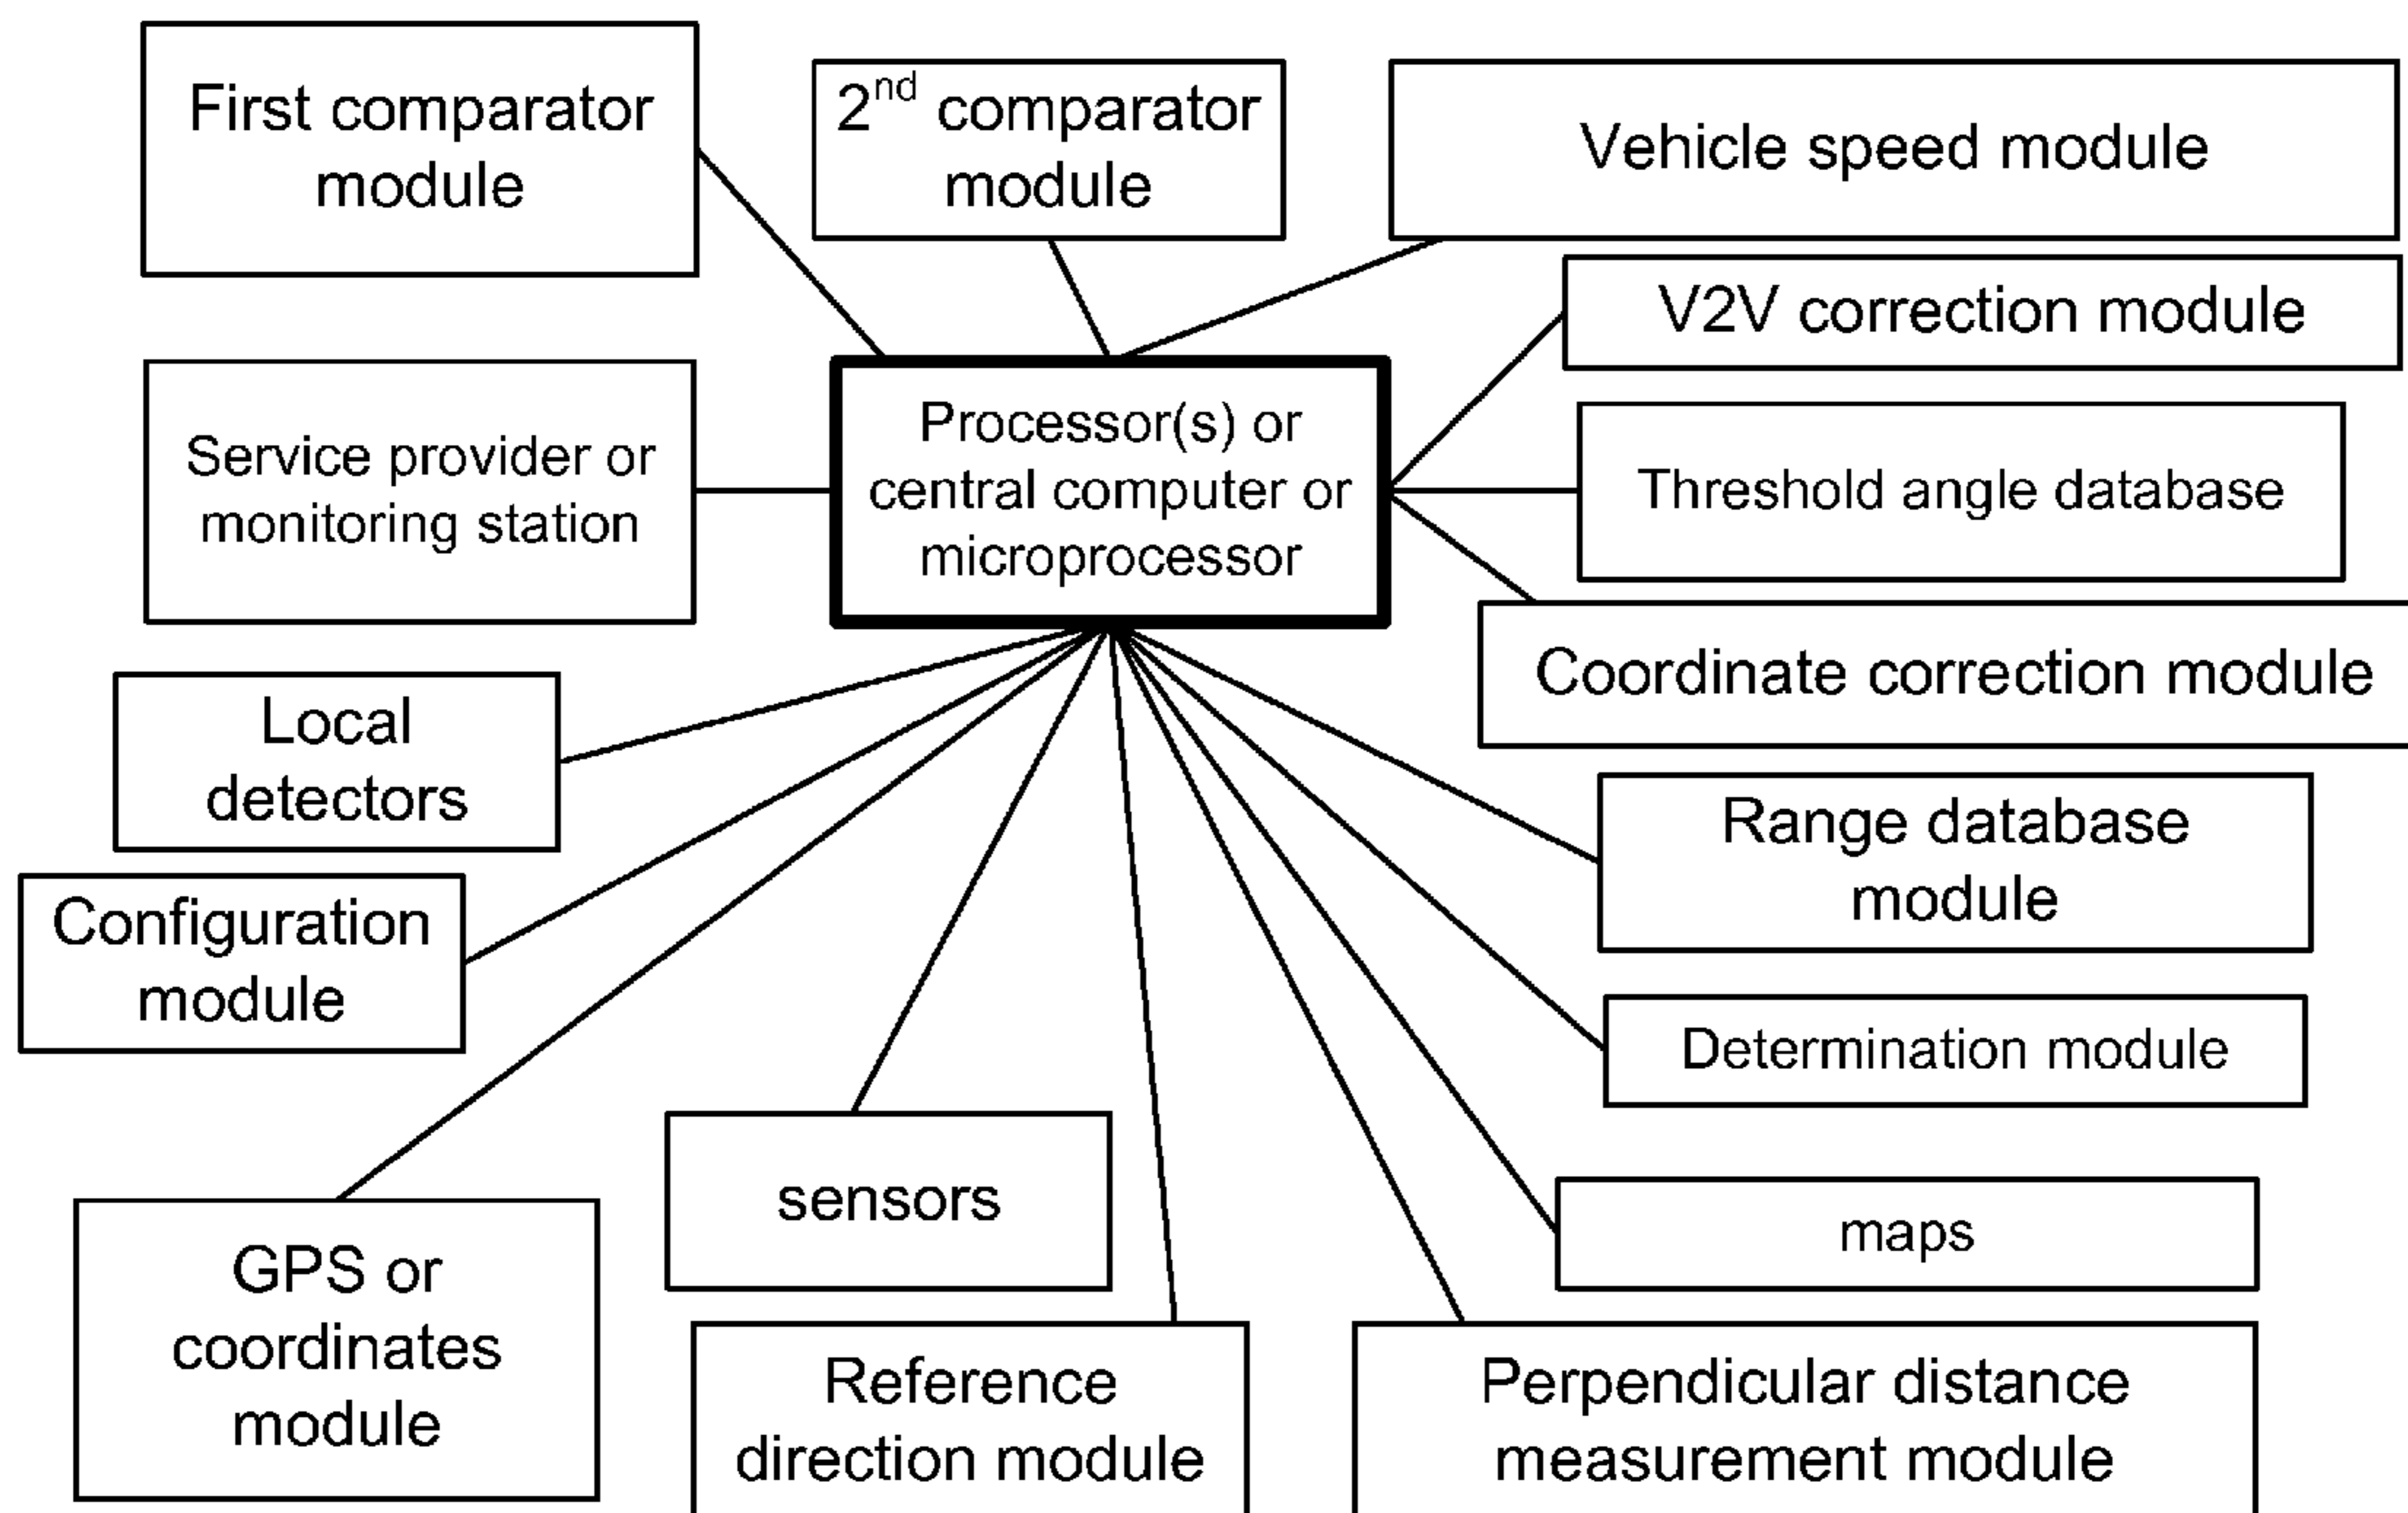 First comparator
module
2nd comparator
module
Vehicle speed module
V2V correction module
Service provider or
monitoring station
Processor(s) or
central computer or
microprocessor
Threshold angle database
Coordinate correction module
Local
detectors
Range database
module
Configuration
module
Determination module
sensors
maps
GPS or
coordinates
module
Reference
direction module
Perpendicular distance
measurement module